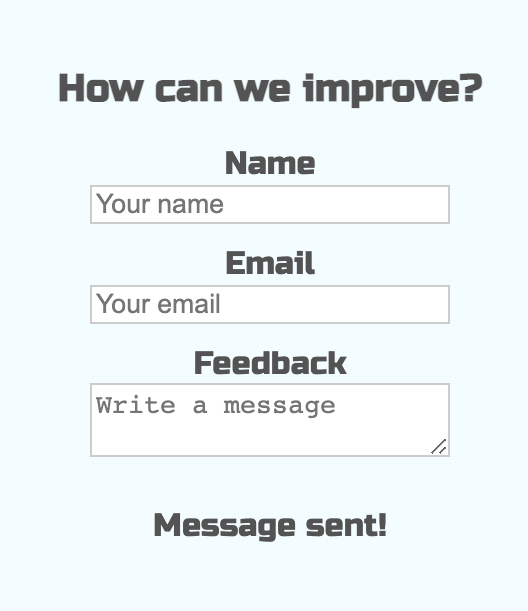 How can we improve?
Name
Your name
Email
Your email
Feedback
Write a message
Message sent!